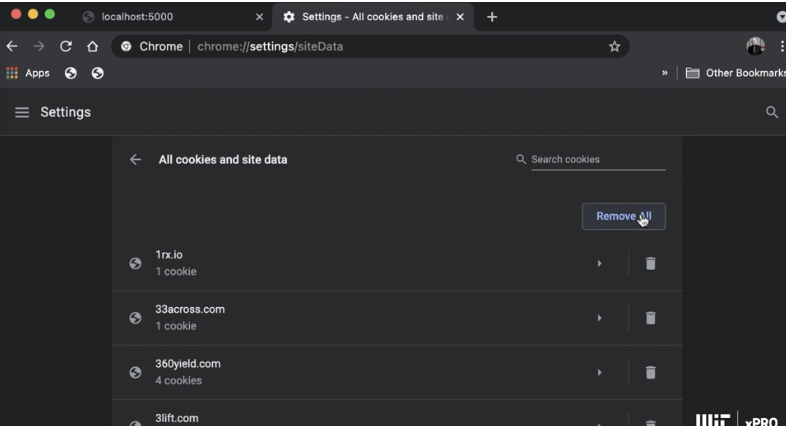 localhost:5000
Settings - All cookies and site
Chrome | chrome://settings/siteData
Apps
»
Other Bookmarks
Settings
All cookies and site data
Search cookies
Remove All
1rx.io
1 cookie
33across.com
1 cookie
360yield.com
4 cookies
3lift.com
MIT | xPRO